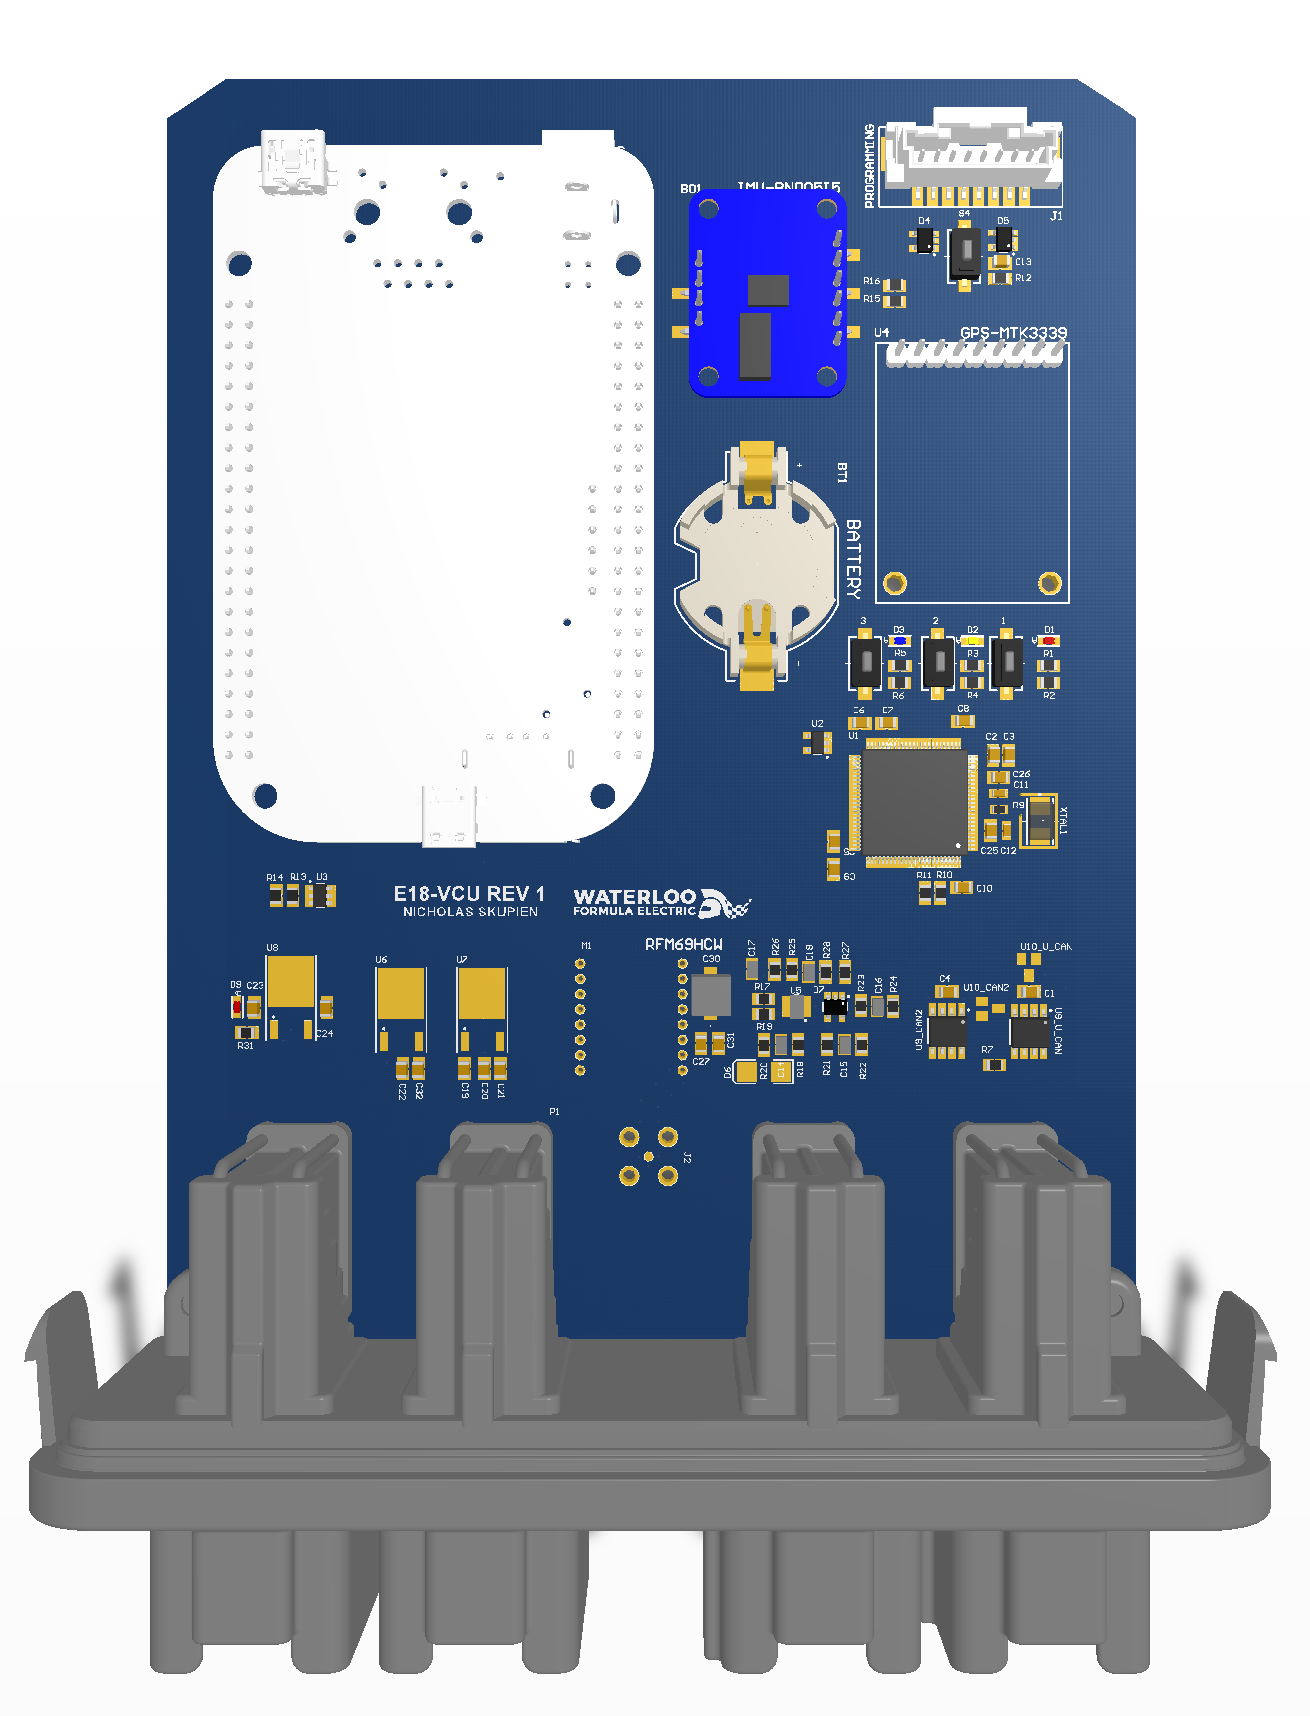 PROGRAMMING
J1
BO1
IMU-RN00515
D4
S4
D5
C13
R12
R16
R15
U4
GPS-MTK3339
+
BT1
BATTERY
-
3
D3
2
D2
1
D1
R5
R3
R1
R6
R4
R2
C6
C7
C8
U2
U1
C2
C3
C26
C11
R9
XTAL1
C25
C12
C9
R11
R10
C10
R14
R13
U3
E18-VCU REV 1
NICHOLAS SKUPIEN
WATERLOO
FORMULA ELECTRIC
M1
RFM69HCW
C30
C17
R26
R25
C18
R28
R27
U10_U_CAN
U8
U6
U7
D9
C23
C24
R31
R17
U5
D7
R23
C16
R24
R19
C4
U10_CAN2
C1
U9_CAN2
U9_U_CAN
C27
C31
R20
C14
R18
R21
C15
R22
R7
D6
C22
C32
C19
C20
C21
P1
J2